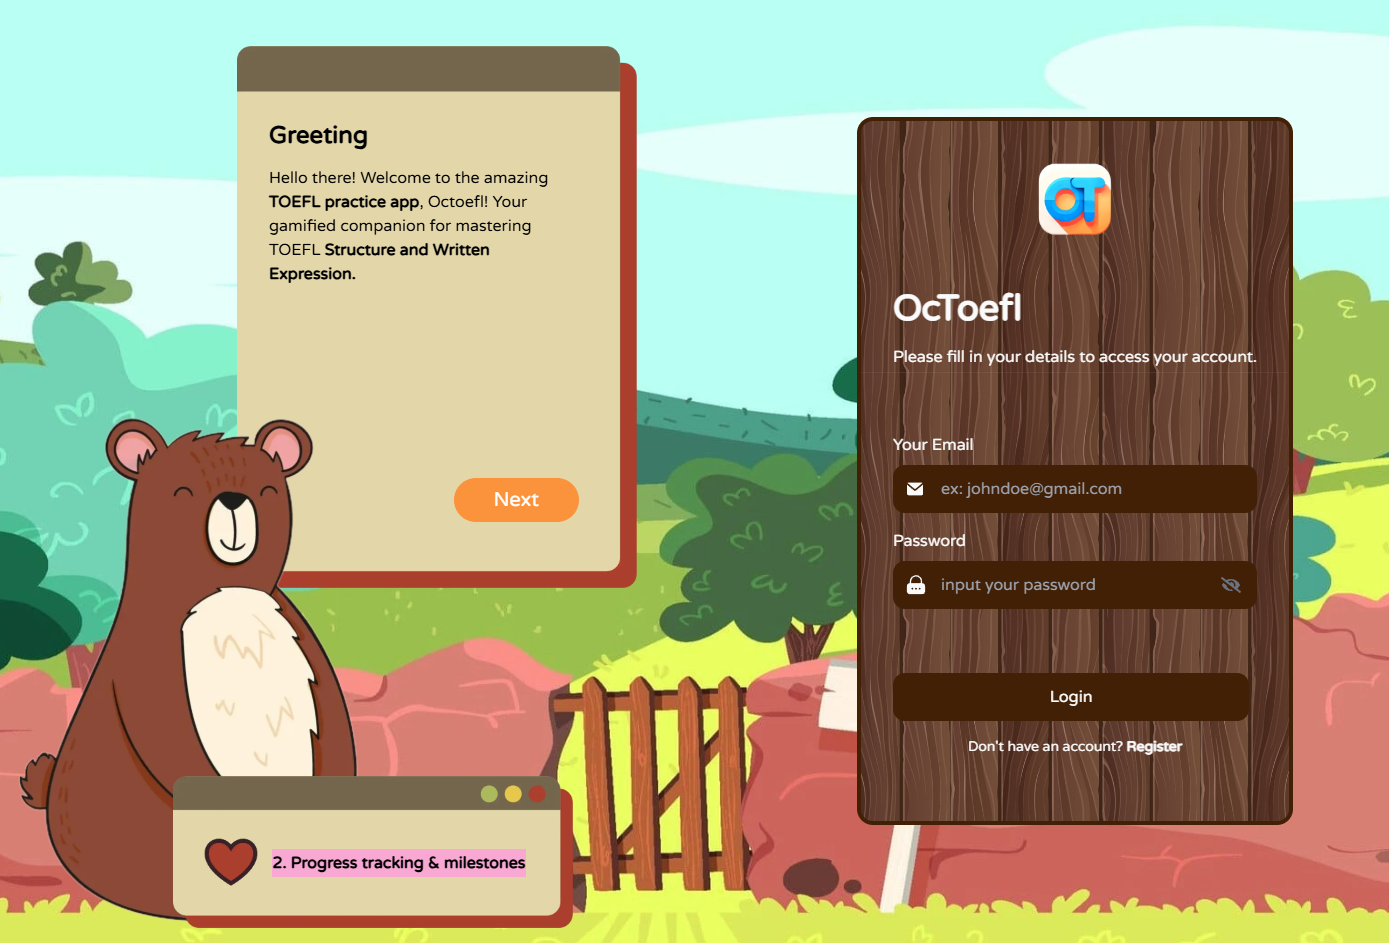 Greeting
Hello there! Welcome to the amazing
TOEFL practice app, Octoefl! Your
gamified companion for mastering
TOEFL Structure and Written
Expression.
Next
2. Progress tracking & milestones
OT
OcToefl
Please fill in your details to access your account.
Your Email
ex: johndoe@gmail.com
Password
input your password
Login
Don't have an account? Register